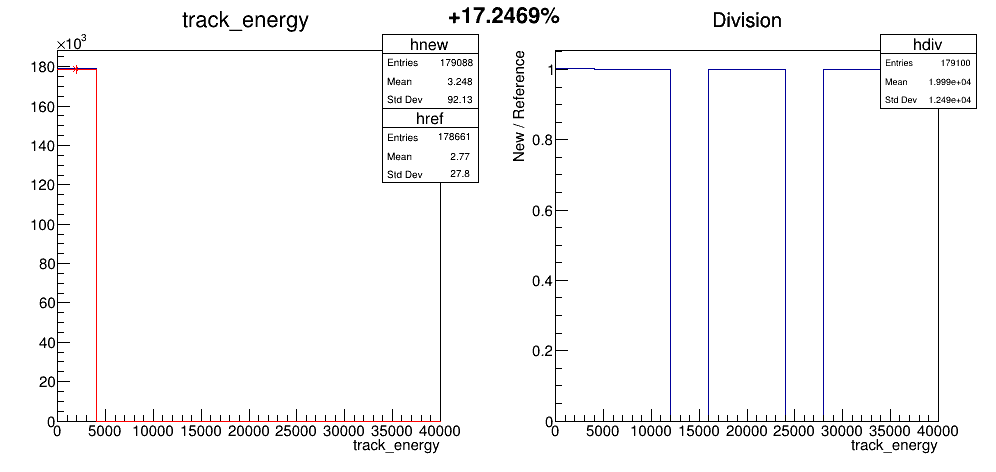 +17.2469%
track_energy
×10³
hnew
Entries 179088
Mean 3.248
Std Dev 92.13
href
Entries 178661
Mean 2.77
Std Dev 27.8
180
160
140
120
100
80
60
40
20
0
0 5000 10000 15000 20000 25000 30000 35000 40000
track_energy
Division
hdiv
Entries 179100
Mean 1.999e+04
Std Dev 1.249e+04
New / Reference
1
0.8
0.6
0.4
0.2
0
0 5000 10000 15000 20000 25000 30000 35000 40000
track_energy